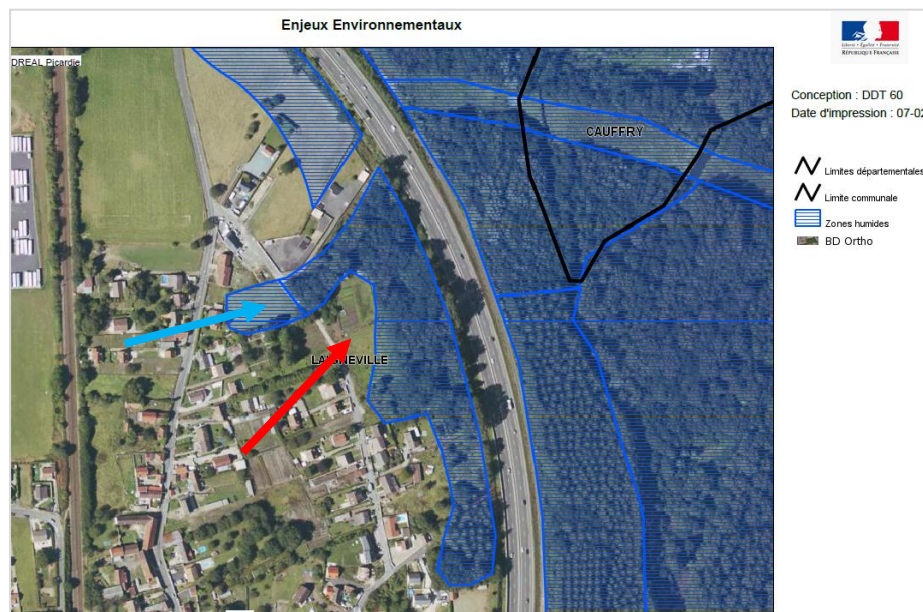 Enjeux Environnementaux
DREAL Picardie
Liberté • Égalité • Fraternité
RÉPUBLIQUE FRANÇAISE
Conception : DDT 60
Date d'impression : 07-02
CAUFFRY
Limites départementales
Limite communale
Zones humides
BD Ortho